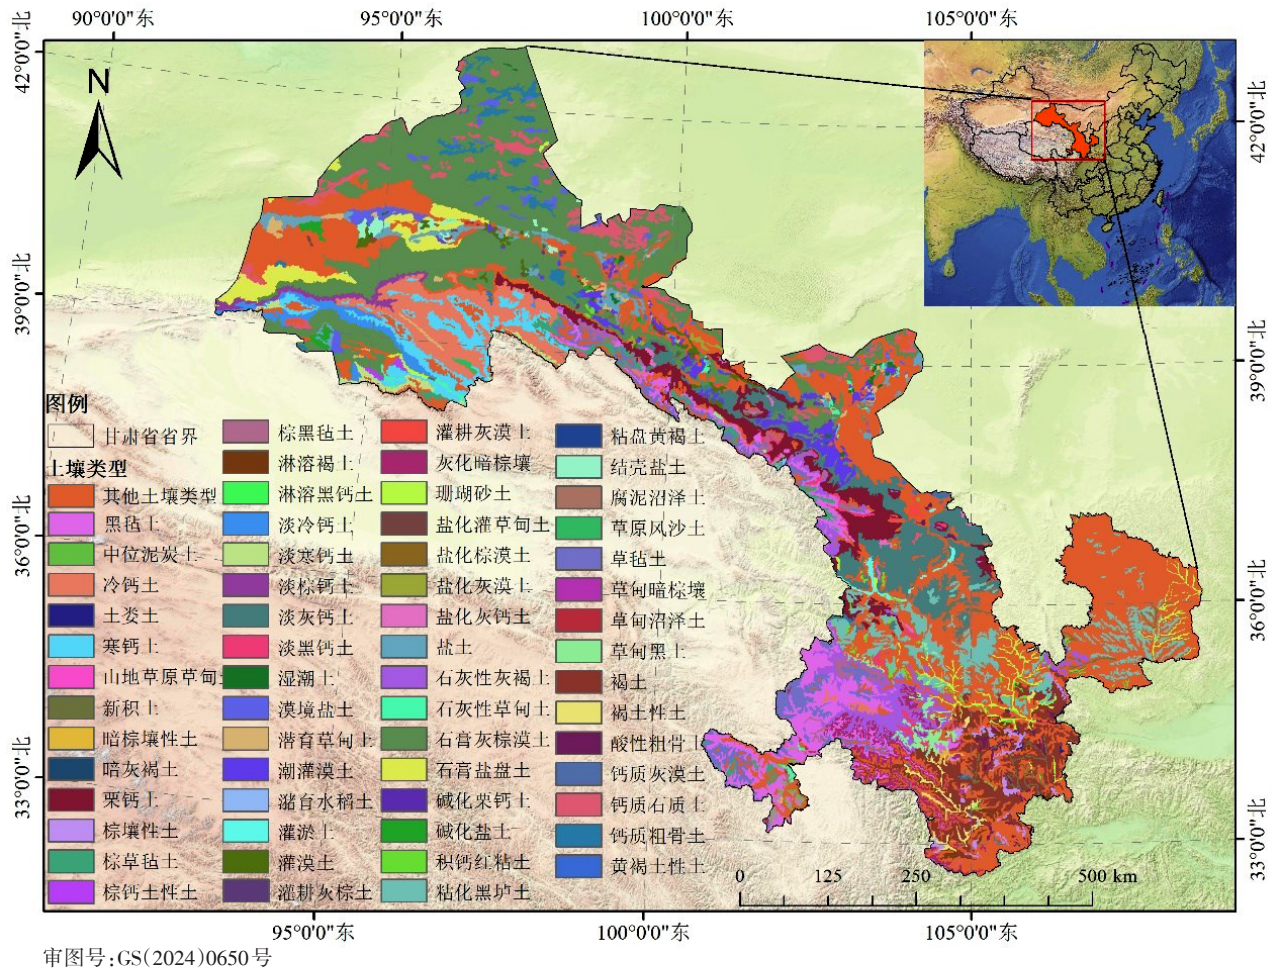 90°0'0"东
95°0'0"东
100°0'0"东
105°0'0"东
42°0'0"北
39°0'0"北
36°0'0"北
33°0'0"北
N
42°0'0"北
39°0'0"北
36°0'0"北
33°0'0"北
图例
甘肃省省界
土壤类型
其他土壤类型
黑毡土
中位泥炭土
冷钙土
土娄土
寒钙土
山地草原草甸土
新积土
暗棕壤性土
暗灰褐土
栗钙土
棕壤性土
棕草毡土
棕钙土性土
棕黑毡土
淋溶褐土
淋溶黑钙土
淡冷钙土
淡寒钙土
淡棕钙土
淡灰钙土
淡黑钙土
湿潮土
漠境盐土
潜育草甸土
潮灌漠土
潴育水稻土
灌淤土
灌漠土
灌耕灰棕土
灌耕灰漠土
灰化暗棕壤
珊瑚砂土
盐化灌草甸土
盐化棕漠土
盐化灰漠土
盐化灰钙土
盐土
石灰性灰褐土
石灰性草甸土
石膏灰棕漠土
石膏盐盘土
碱化栗钙土
碱化盐土
积钙红粘土
粘化黑垆土
粘盘黄褐土
结壳盐土
腐泥沼泽土
草原风沙土
草毡土
草甸暗棕壤
草甸沼泽土
草甸黑土
褐土
褐土性土
酸性粗骨土
钙质灰漠土
钙质石质土
钙质粗骨土
黄褐土性土
0 125 250 500 km
95°0'0"东
100°0'0"东
105°0'0"东
审图号:GS(2024)0650号